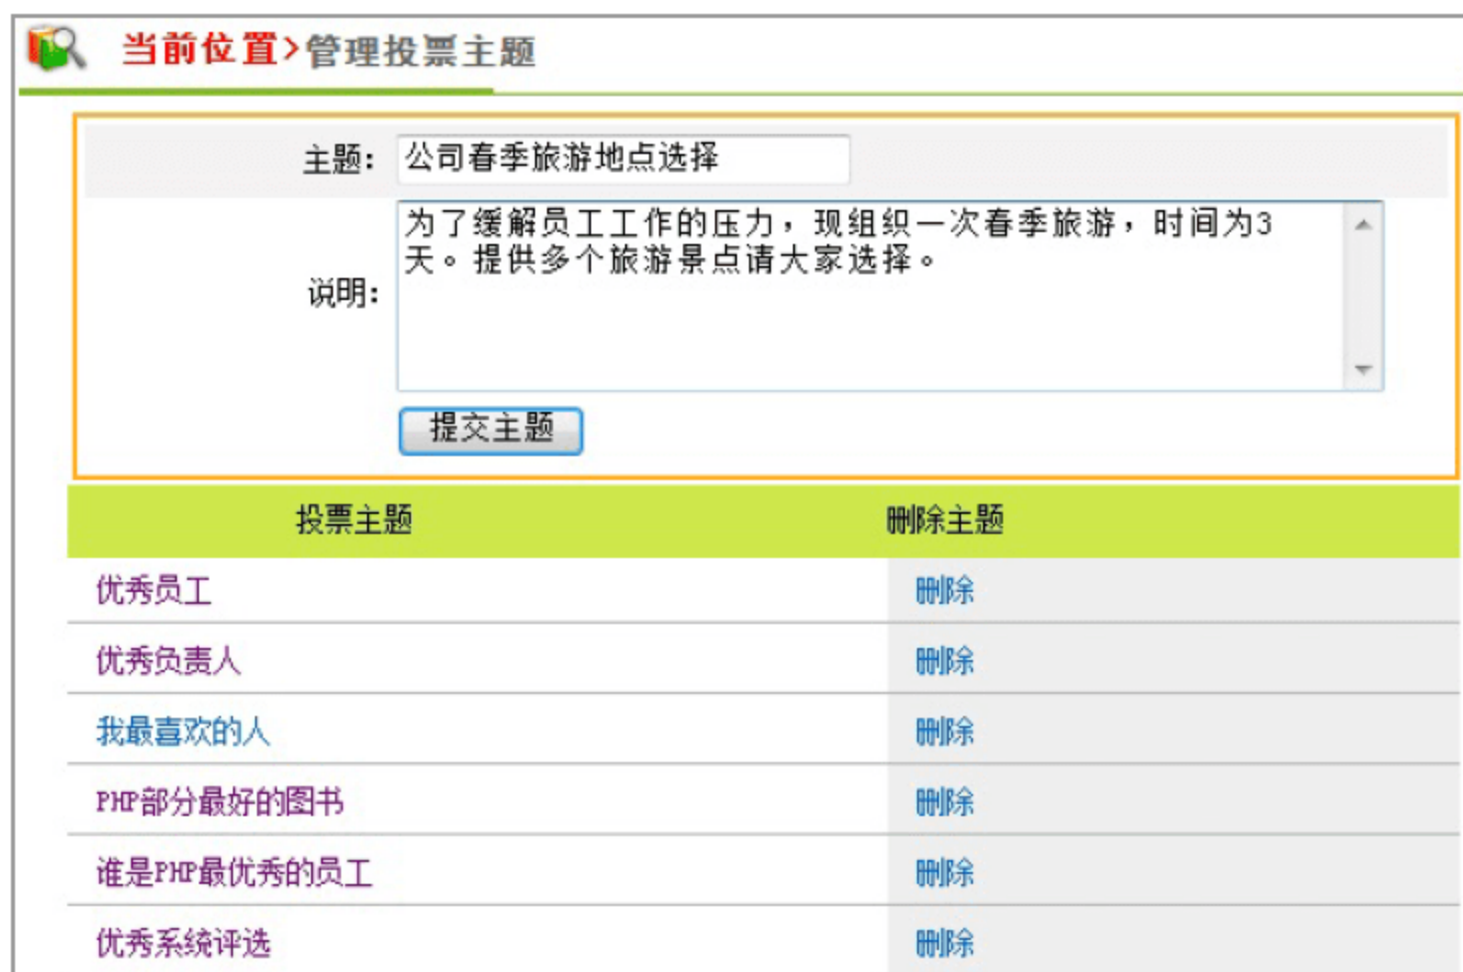 当前位置>管理投票主题
主题: 公司春季旅游地点选择
为了缓解员工工作的压力，现组织一次春季旅游，时间为3
天。提供多个旅游景点请大家选择。
说明:
提交主题
投票主题 删除主题
优秀员工 删除
优秀负责人 删除
我最喜欢的人 删除
PHP部分最好的图书 删除
谁是PHP最优秀的员工 删除
优秀系统评选 删除